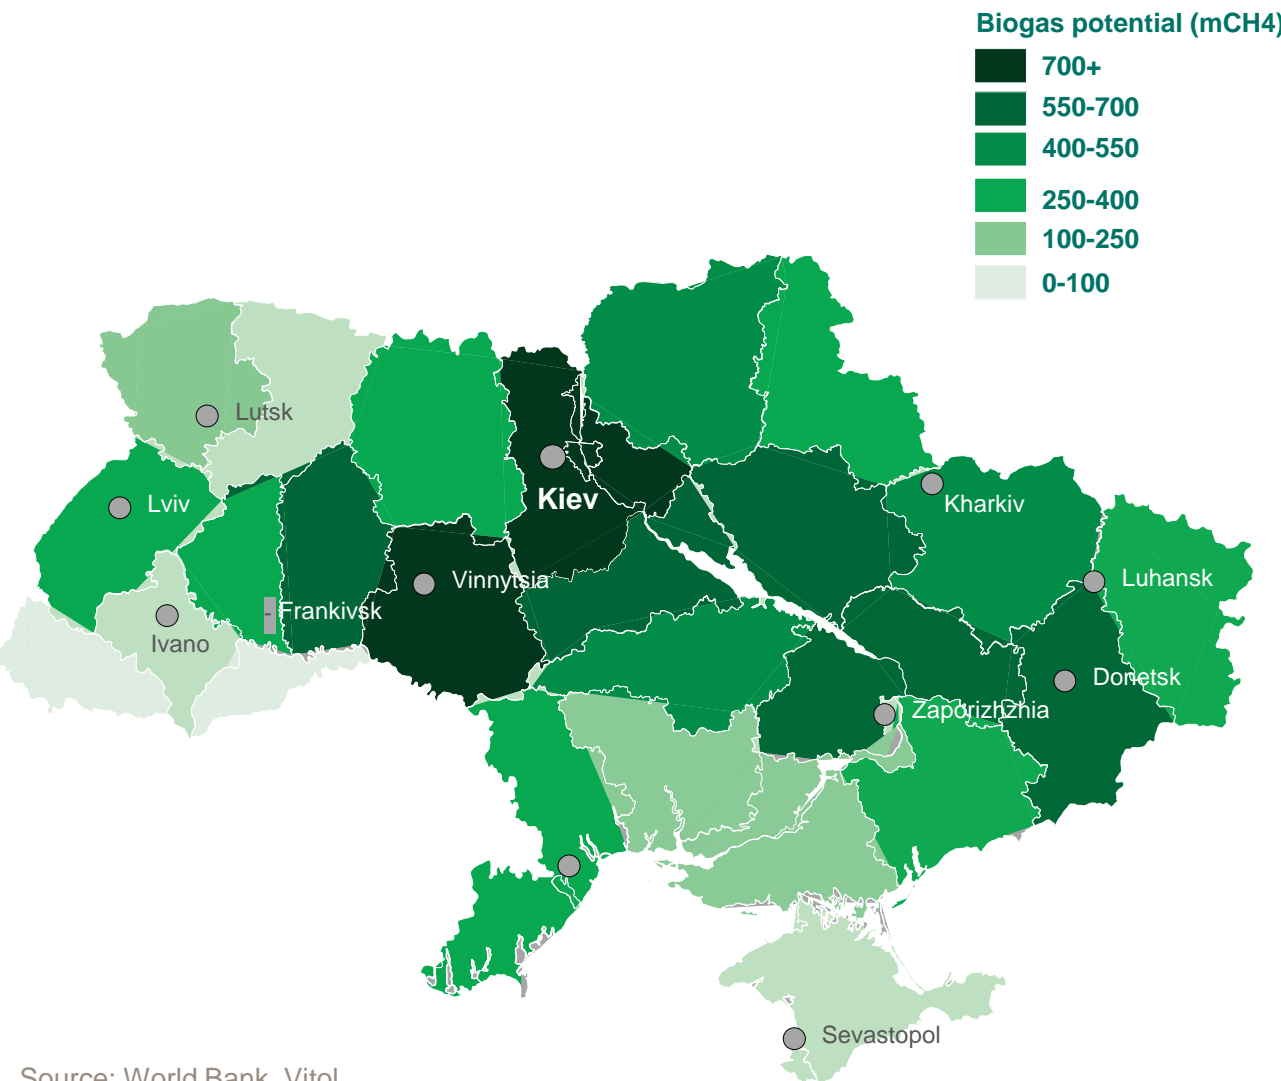 Biogas potential (mCH4)
700+
550-700
400-550
250-400
100-250
0-100
Lutsk
Lviv
Kiev
Kharkiv
Vinnytsia
Luhansk
- Frankivsk
Ivano
Donetsk
Zaporizhzhia
Sevastopol
Source: World Bank, Vitol